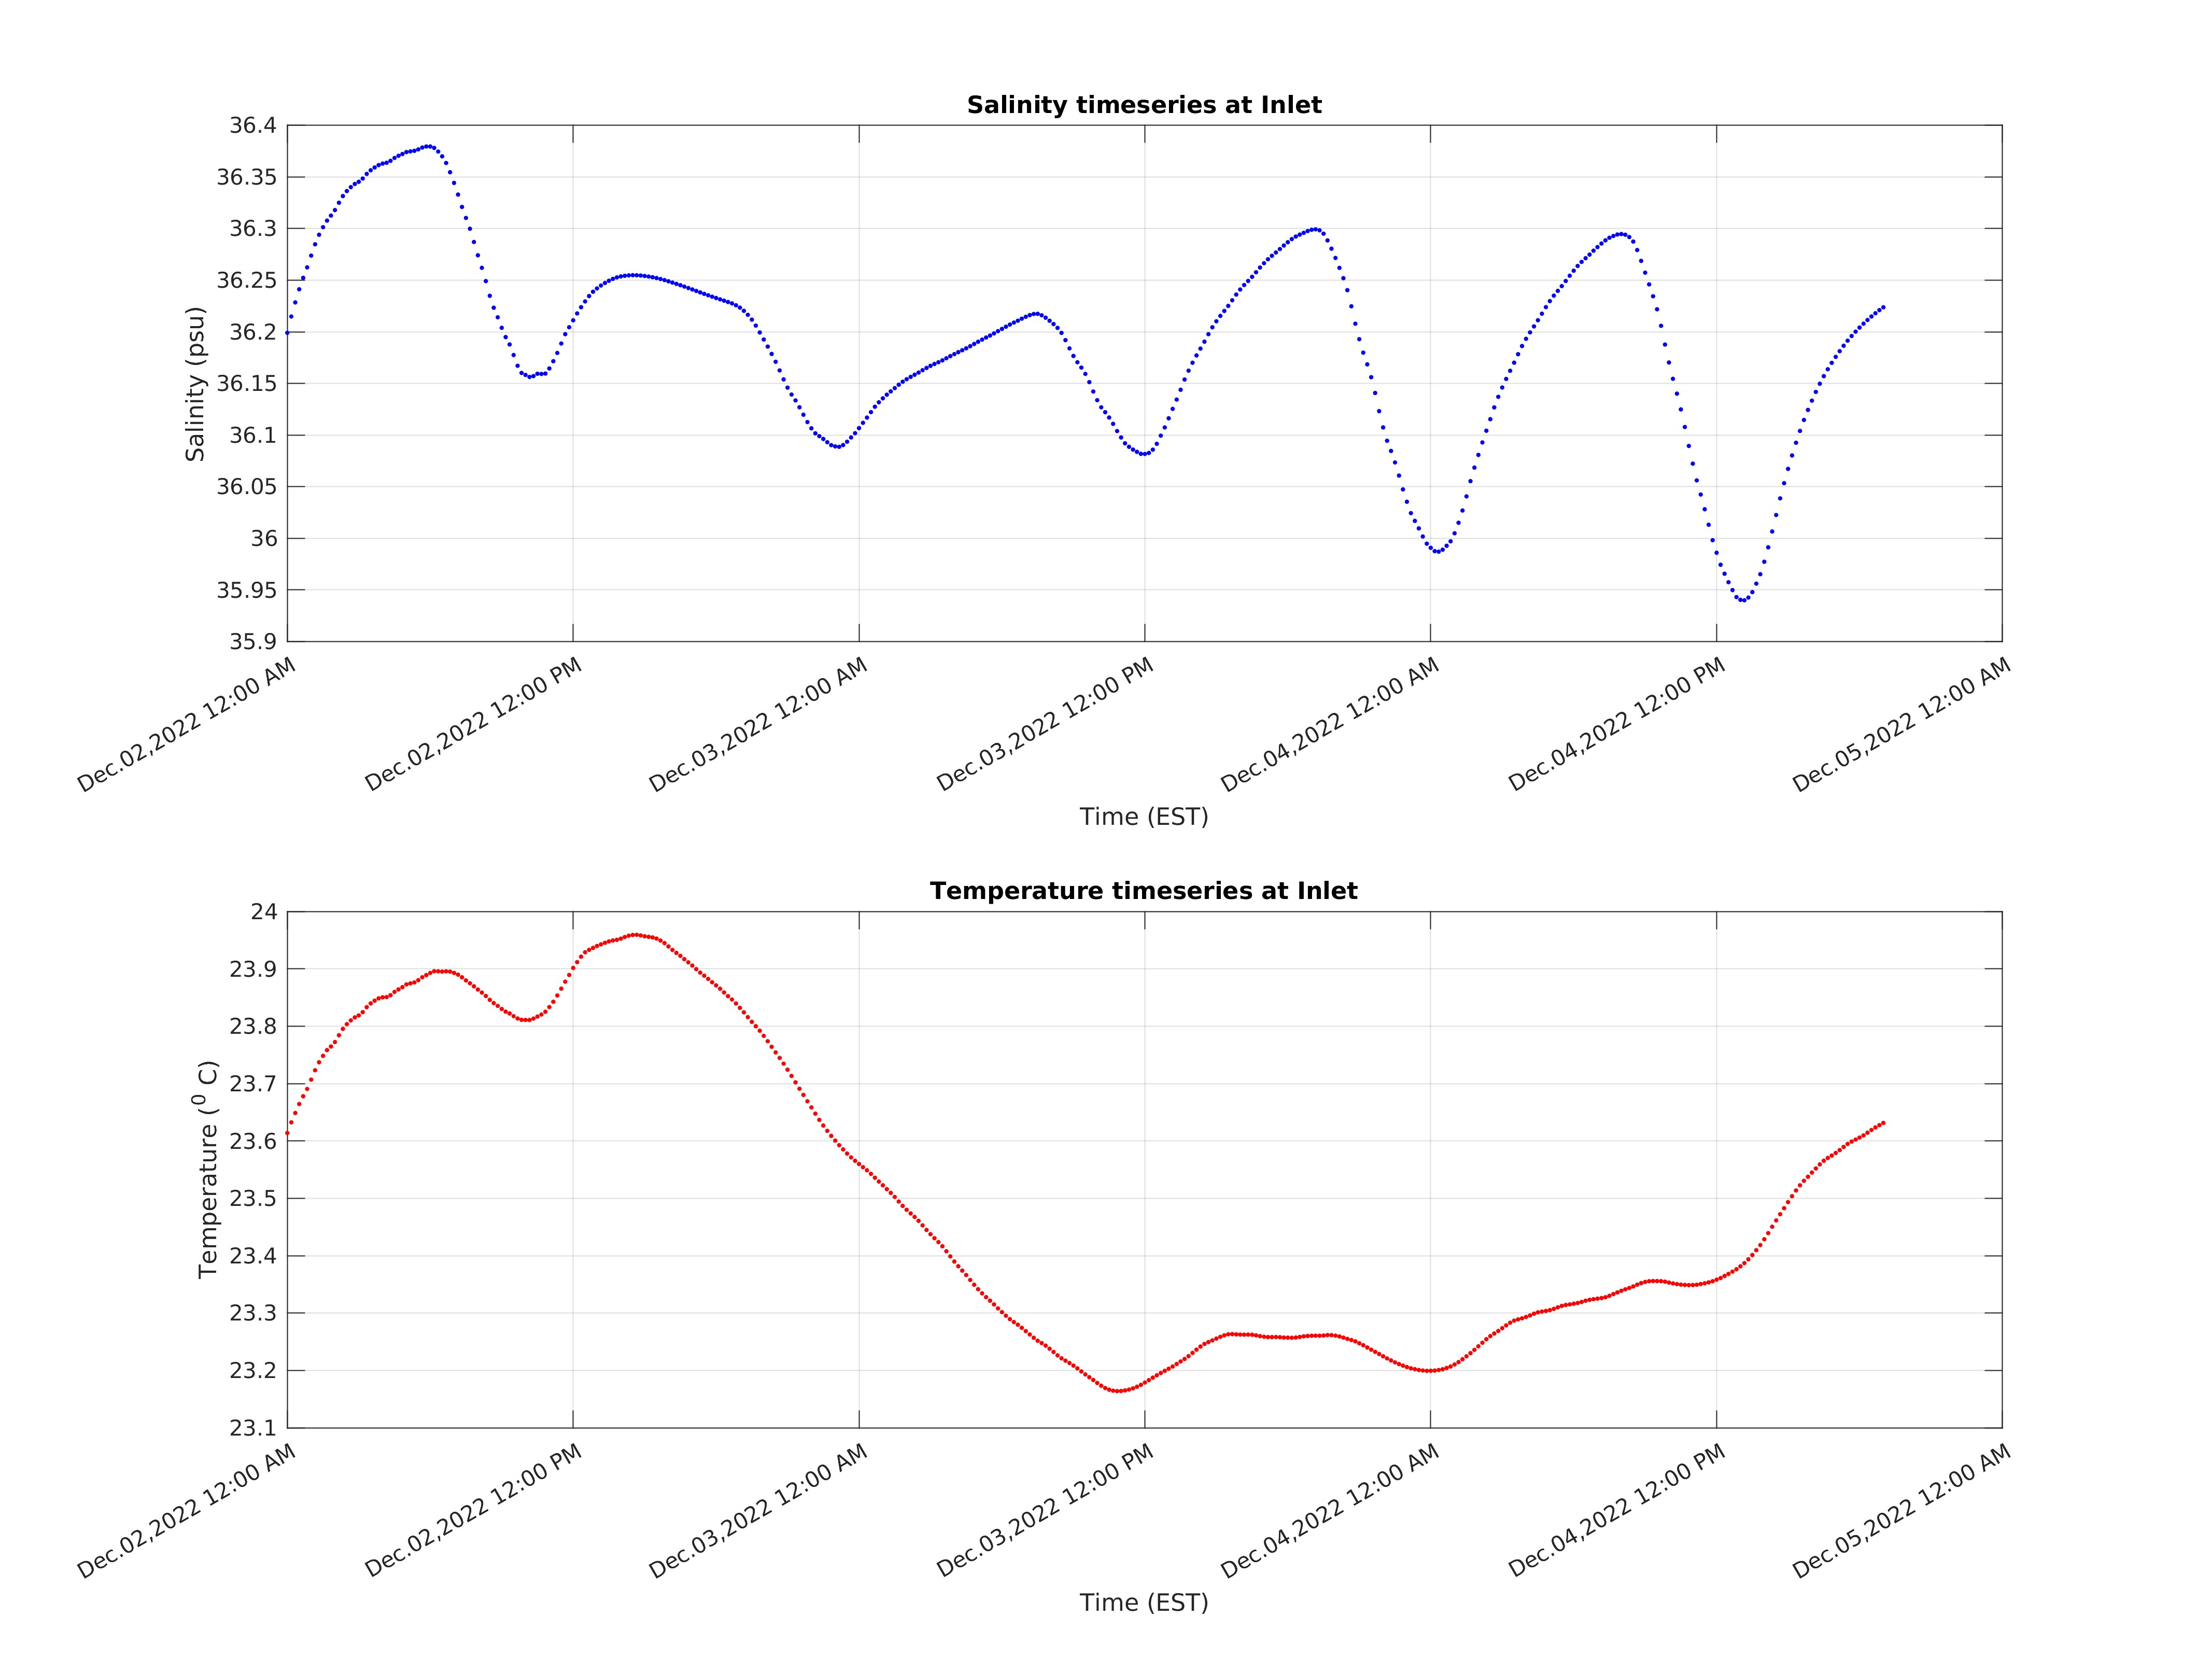 Salinity timeseries at Inlet
36.4
36.35
36.3
36.25
36.2
36.15
36.1
36.05
36
35.95
35.9
Salinity (psu)
Dec.02,2022 12:00 AM
Dec.02,2022 12:00 PM
Dec.03,2022 12:00 AM
Dec.03,2022 12:00 PM
Dec.04,2022 12:00 AM
Dec.04,2022 12:00 PM
Dec.05,2022 12:00 AM
Time (EST)
Temperature timeseries at Inlet
24
23.9
23.8
23.7
23.6
23.5
23.4
23.3
23.2
23.1
Temperature (⁰ C)
Dec.02,2022 12:00 AM
Dec.02,2022 12:00 PM
Dec.03,2022 12:00 AM
Dec.03,2022 12:00 PM
Dec.04,2022 12:00 AM
Dec.04,2022 12:00 PM
Dec.05,2022 12:00 AM
Time (EST)